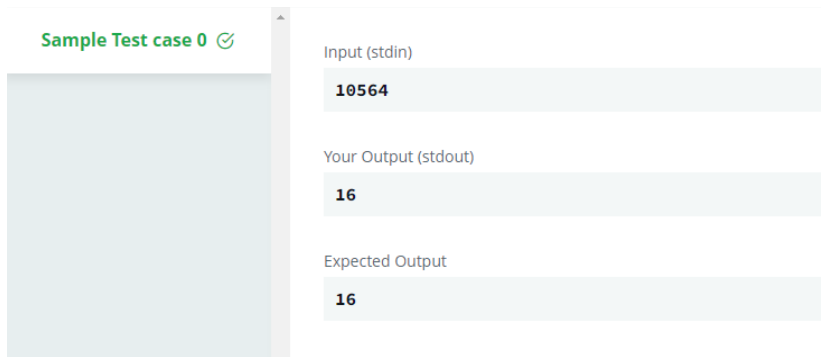 Sample Test case 0
Input (stdin)
10564
Your Output (stdout)
16
Expected Output
16